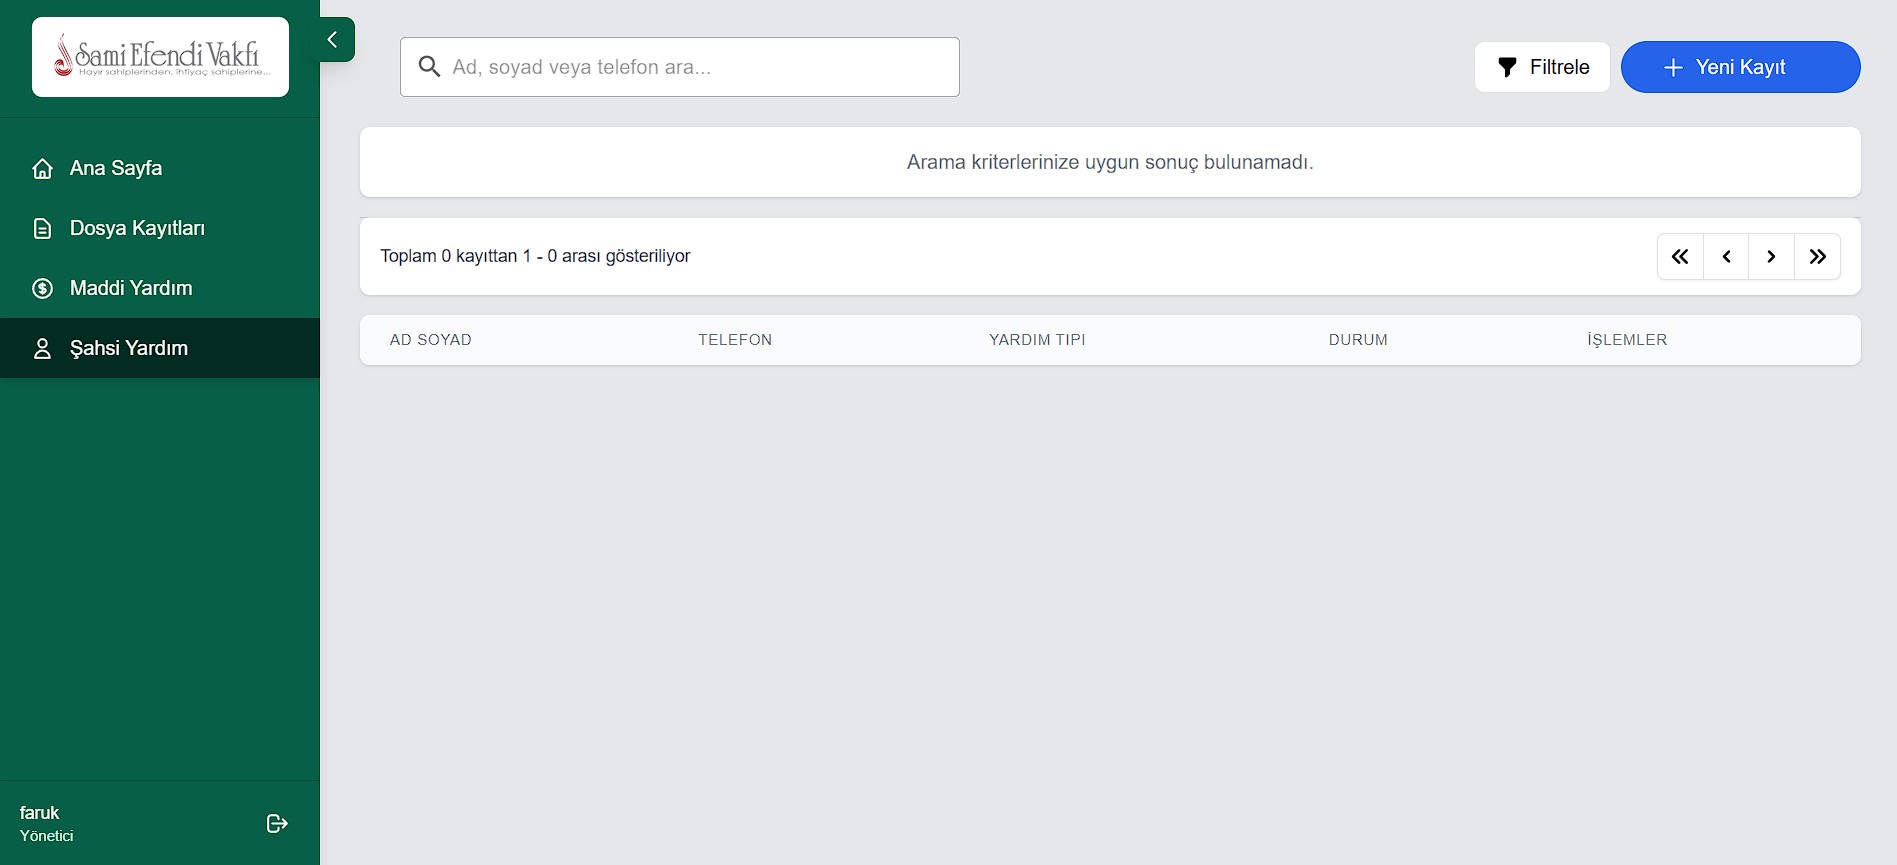 Sami Efendi Vakfı
Hayır sahiplerinden, ihtiyaç sahiplerine...
Ana Sayfa
Dosya Kayıtları
Maddi Yardım
Şahsi Yardım
faruk
Yönetici
Ad, soyad veya telefon ara...
Filtrele
Yeni Kayıt
Arama kriterlerinize uygun sonuç bulunamadı.
Toplam 0 kayıttan 1 - 0 arası gösteriliyor
AD SOYAD TELEFON YARDIM TIPI DURUM İŞLEMLER